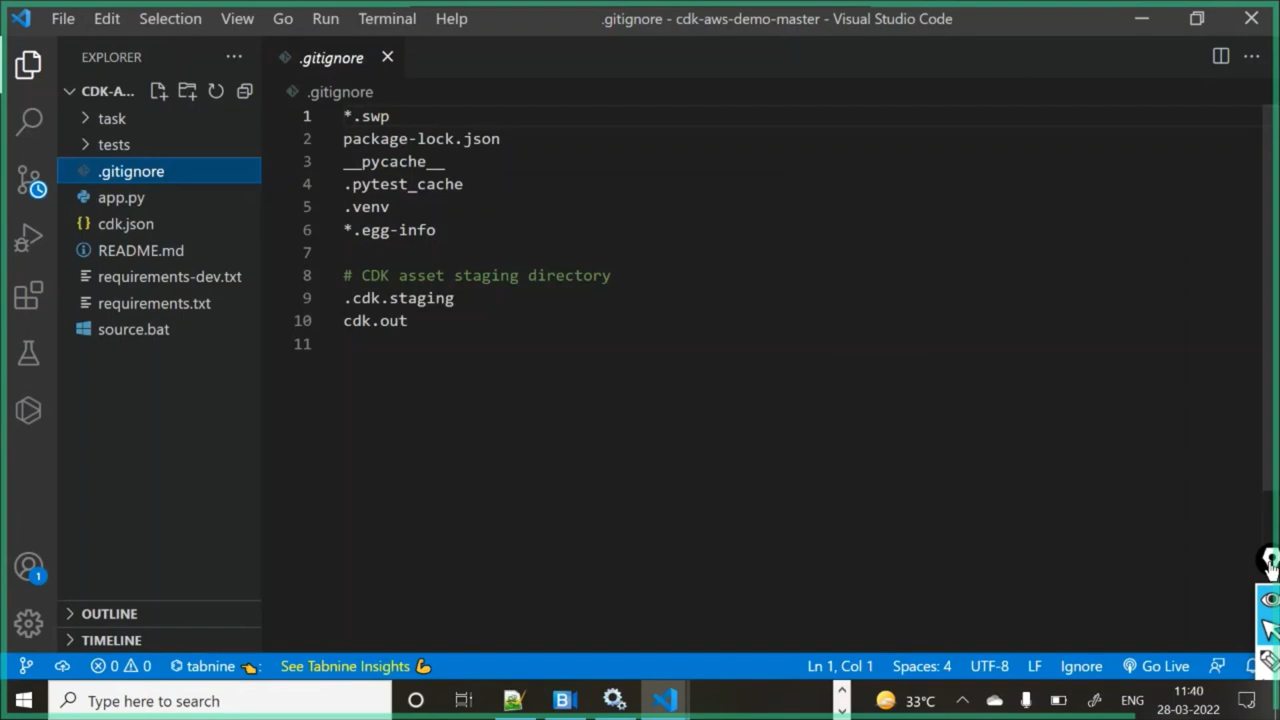 File Edit Selection View Go Run Terminal Help .gitignore - cdk-aws-demo-master - Visual Studio Code
EXPLORER
.gitignore
CDK-A...
.gitignore
task
tests
.gitignore
app.py
cdk.json
README.md
requirements-dev.txt
requirements.txt
source.bat
1 *.swp
2 package-lock.json
3 __pycache__
4 .pytest_cache
5 .venv
6 *.egg-info
7
8 # CDK asset staging directory
9 .cdk.staging
10 cdk.out
11
1
OUTLINE
TIMELINE
0 0 tabnine : See Tabnine Insights Ln 1, Col 1 Spaces: 4 UTF-8 LF Ignore Go Live
Type here to search
B
33°C ENG 11:40
28-03-2022